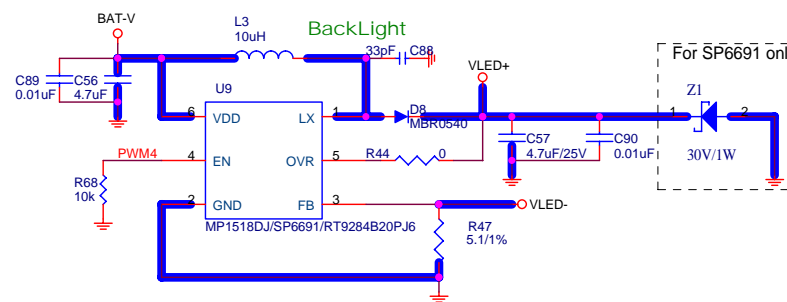 BAT-V
L3
10uH
BackLight
33pF C88
For SP6691 onl
VLED+
C89
0.01uF
C56
4.7uF
U9
Z1
D8
MBR0540
1
2
6 VDD
LX 1
C57
4.7uF/25V
C90
0.01uF
30V/1W
PWM4
4 EN
OVR 5
R44 0
R68
10k
2 GND
FB 3
VLED-
MP1518DJ/SP6691/RT9284B20PJ6
R47
5.1/1%